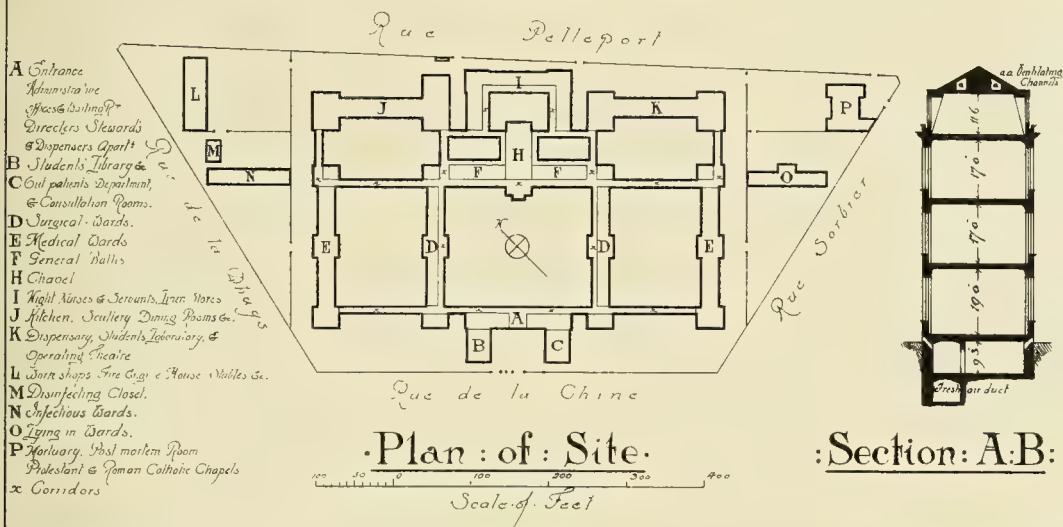 Rue Pelleport
Rue de la Dhuys
Rue Sorbier
Rue de la Chine
A Entrance
Administrative
Offices & Waiting Rm
Directers Steward's
& Dispensers Apart.ts
B Students' Library &c
C Out patients Department,
& Consultation Rooms.
D Surgical Wards.
E Medical Wards
F General Baths
H Chapel
I Night Nurses & Servants, Linen Stores
J Kitchen, Scullery Dining Rooms &c.
K Dispensary, Students Laboratory, &
Operating Theatre
L Work shops Fire Engine House Stables &c.
M Disinfecting Closet.
N Infectious Wards.
O Lying in Wards.
P Mortuary, Post mortem Room
Protestant & Roman Catholic Chapels
x Corridors
L
M
N
J
I
K
P
H
F
F
O
E
D
N
D
E
A
B
C
·Plan : of : Site·
100 50 0 100 200 300 400
Scale of Feet
a.a. Ventilating
Channels
a a
11·6
17·0
17·0
19·0
9·3
Fresh air duct
:Section: A:B: